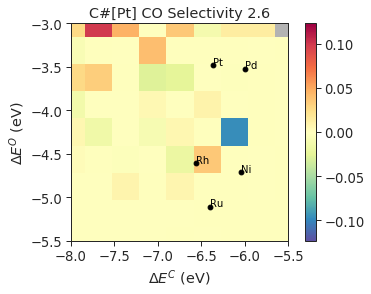 C#[Pt] CO Selectivity 2.6
−3.0
−3.5
−4.0
−4.5
−5.0
−5.5
ΔE^O (eV)
Pt
Pd
Rh
Ni
Ru
−8.0 −7.5 −7.0 −6.5 −6.0 −5.5
ΔE^C (eV)
0.10
0.05
0.00
−0.05
−0.10